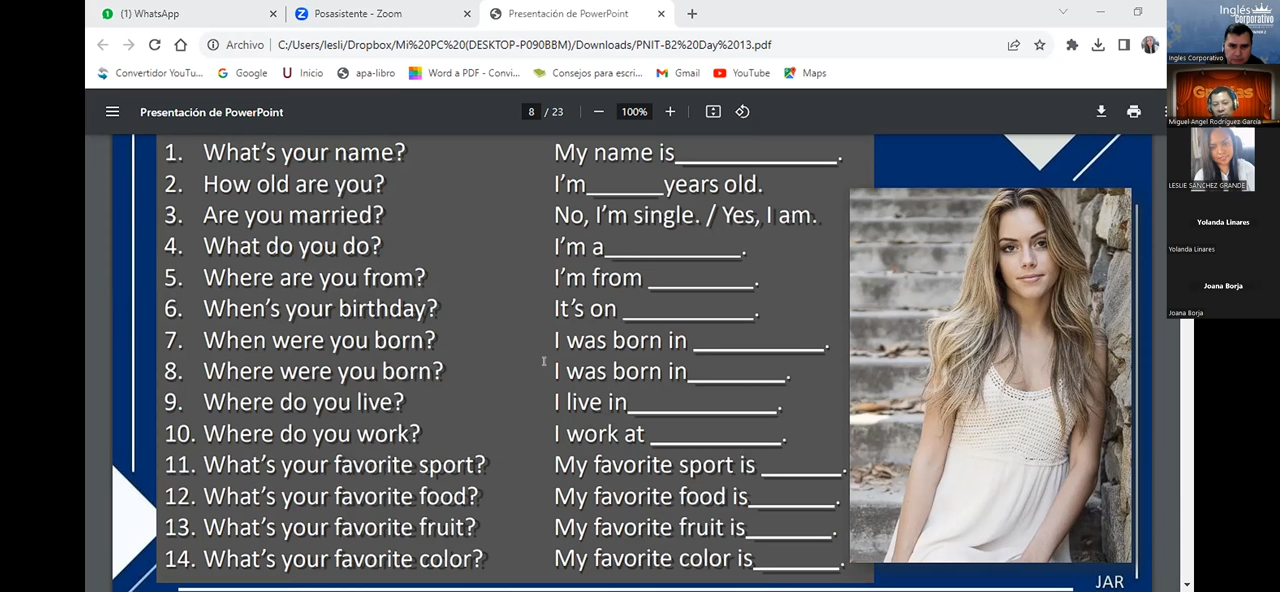 (1) WhatsApp
Posasistente - Zoom
Presentación de PowerPoint
Archivo
C:/Users/lesli/Dropbox/Mi%20PC%20(DESKTOP-P090BBM)/Downloads/PNIT-B2%20Day%2013.pdf
Convertidor YouTu...
Google
Inicio
apa-libro
Word a PDF - Convi...
Consejos para escri...
Gmail
YouTube
Maps
Presentación de PowerPoint
8 / 23
100%
1. What's your name? My name is______________.
2. How old are you? I'm______years old.
3. Are you married? No, I'm single. / Yes, I am.
4. What do you do? I'm a___________.
5. Where are you from? I'm from _________.
6. When's your birthday? It's on ___________.
7. When were you born? I was born in ___________.
8. Where were you born? I was born in________.
9. Where do you live? I live in____________.
10. Where do you work? I work at ___________.
11. What's your favorite sport? My favorite sport is ______.
12. What's your favorite food? My favorite food is_______.
13. What's your favorite fruit? My favorite fruit is_______.
14. What's your favorite color? My favorite color is_______.
JAR
Inglés
Corporativo
Ingles Corporativo
Miguel Angel Rodríguez García
LESLIE SANCHEZ GRANDE
Yolanda Linares
Yolanda Linares
Joana Borja
Joana Borja